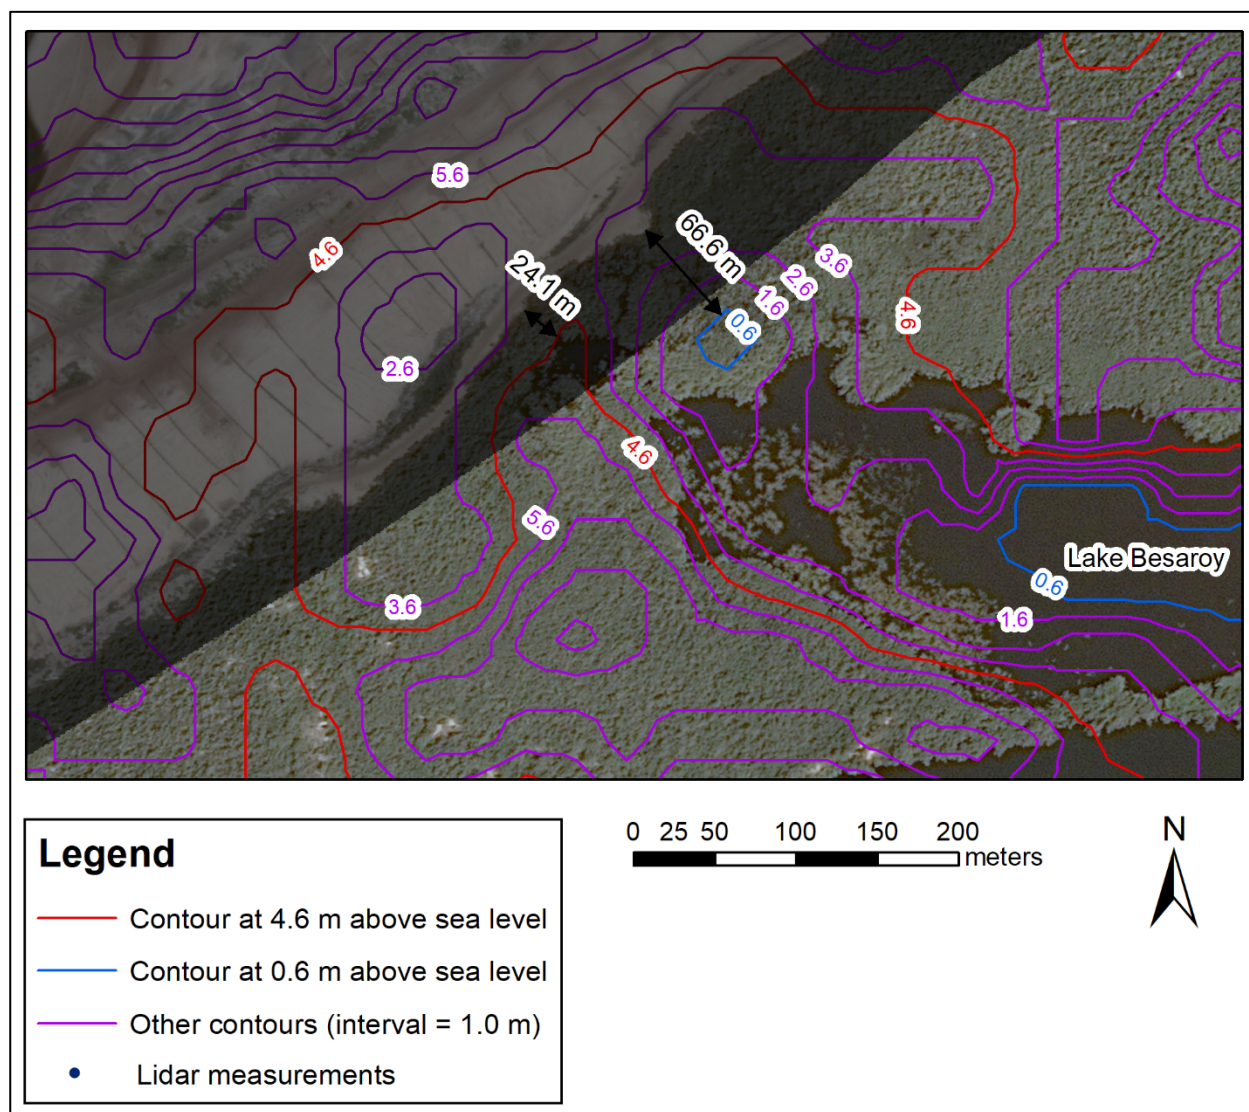 5.6
4.6
66.6 m
24.1 m
3.6
2.6
1.6
0.6
4.6
2.6
4.6
5.6
Lake Besaroy
0.6
3.6
1.6
0 25 50 100 150 200
meters
N
Legend
Contour at 4.6 m above sea level
Contour at 0.6 m above sea level
Other contours (interval = 1.0 m)
Lidar measurements